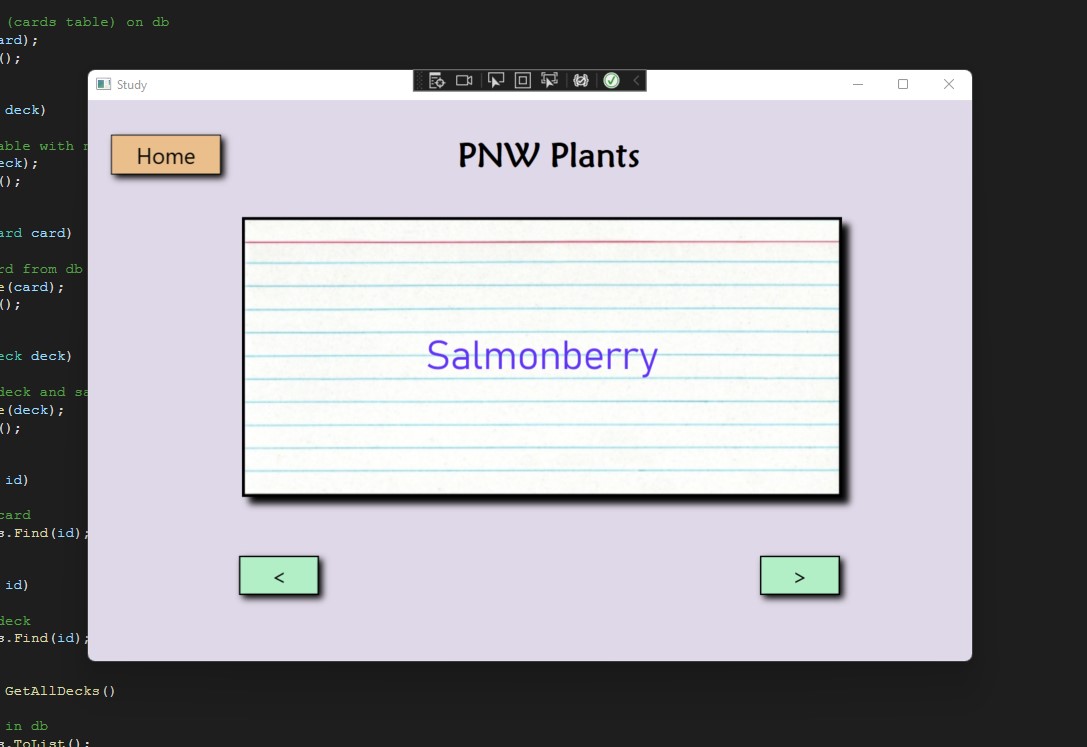 (cards table) on db
ard);
();
deck)
able with
eck);
();
ard card)
rd from db
e(card);
();
eck deck)
deck and sa
e(deck);
();
id)
card
s.Find(id);
id)
deck
s.Find(id);
GetAllDecks()
in db
s.ToList();
Study
Home
PNW Plants
Salmonberry
<
>